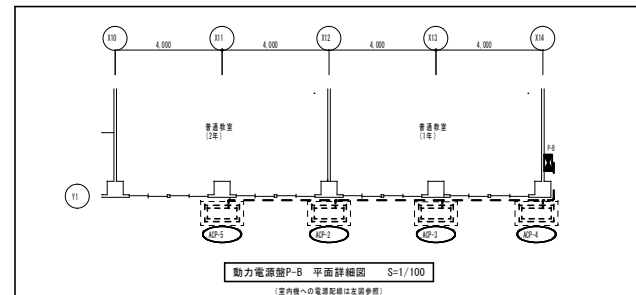 X10 X11 X12 X13 X14
4,000 4,000 4,000 4,000
普通教室 普通教室
(2年) (1年)
P-B
Y1
ACP-5 ACP-2 ACP-3 ACP-4
動力電源盤P-B 平面詳細図 S=1/100
(室内機への電源配線は左図参照)